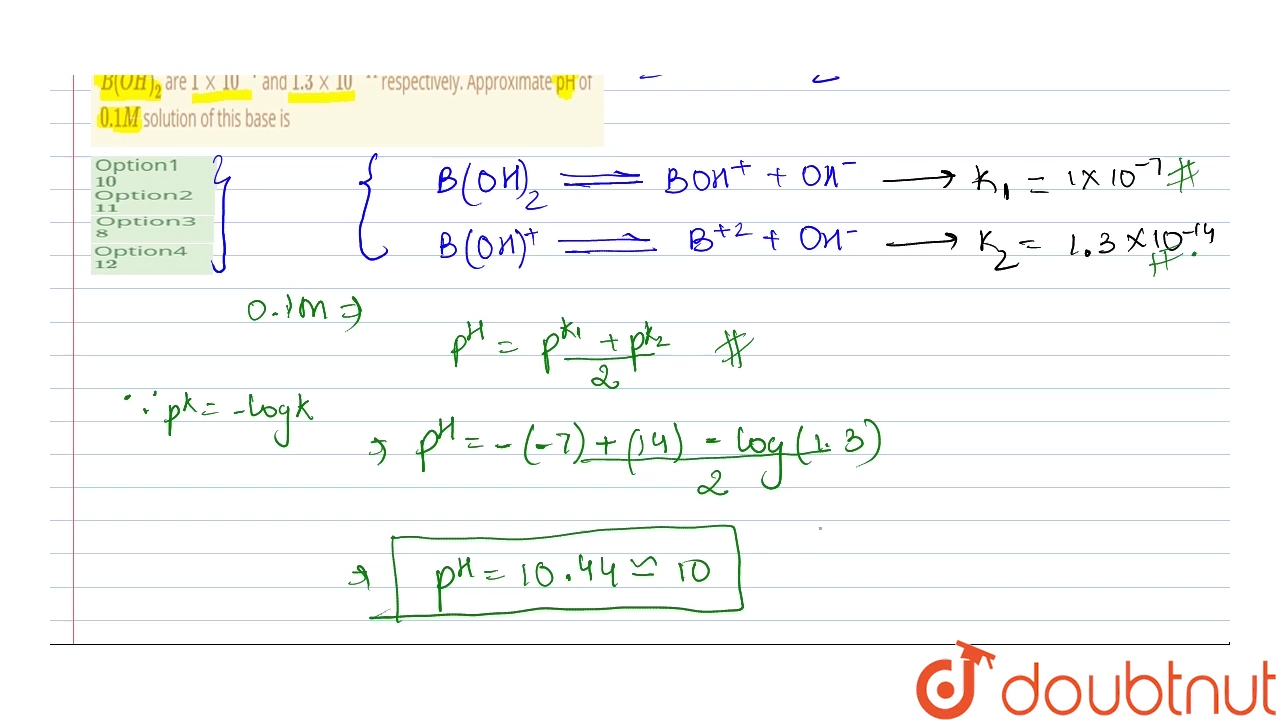 B(OH)₂ are 1 × 10 and 1.3 × 10 respectively. Approximate pH of
0.1M solution of this base is
Option1
10
Option2
11
Option3
8
Option4
12
B(OH)₂ ⇌ BOH⁺ + OH⁻ → K₁ = 1×10⁻⁷ #
B(OH)⁺ ⇌ B⁺² + OH⁻ → K₂ = 1.3 ×10⁻¹⁴ #
0.1M ⇒
pH = pK₁ + pK₂ / 2 #
∵ pK = -logK
⇒ pH = -(-7) + (14) - log(1.3) / 2
⇒ pH = 10.44 ≃ 10
doubtnut